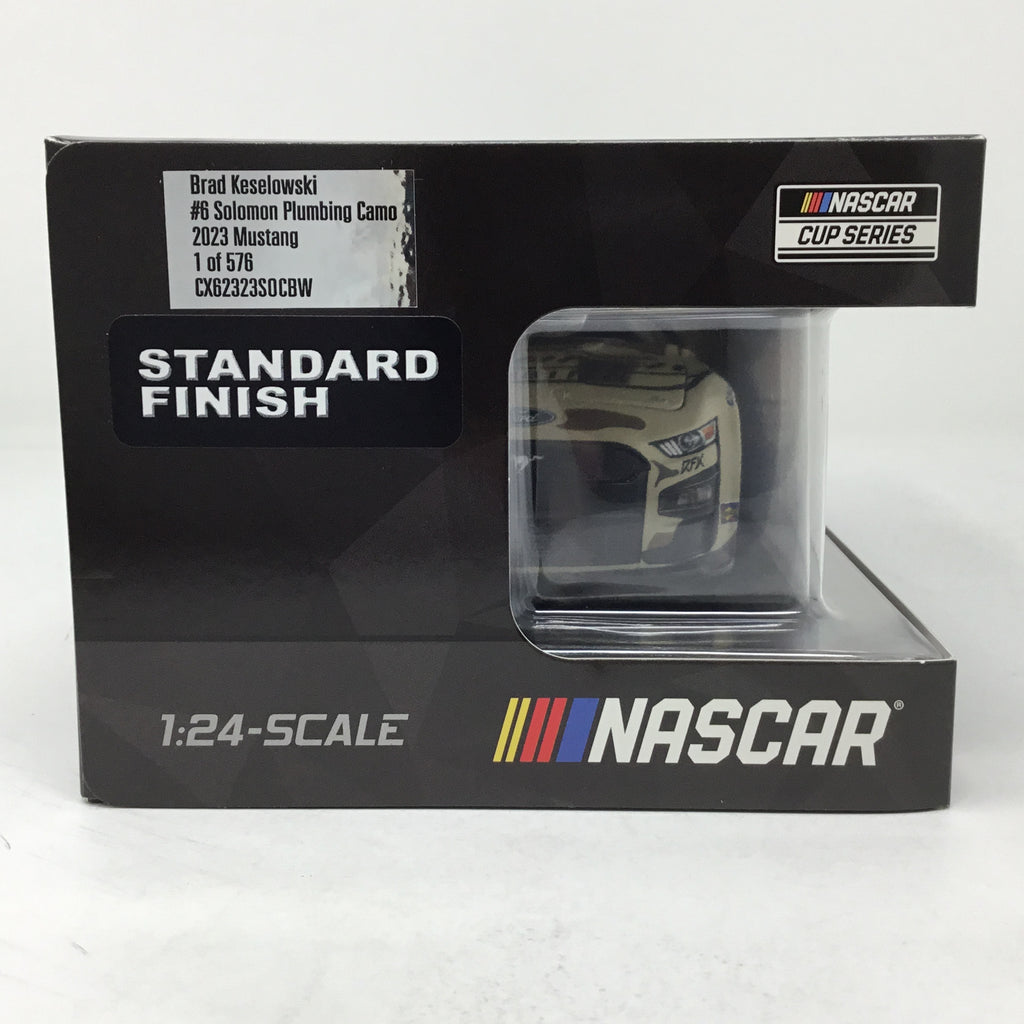 Brad Keselowski
#6 Solomon Plumbing Camo
2023 Mustang
1 of 576
CX62323SOCBW
NASCAR
CUP SERIES
STANDARD
FINISH
Ford
RFK
1:24-SCALE
NASCAR®